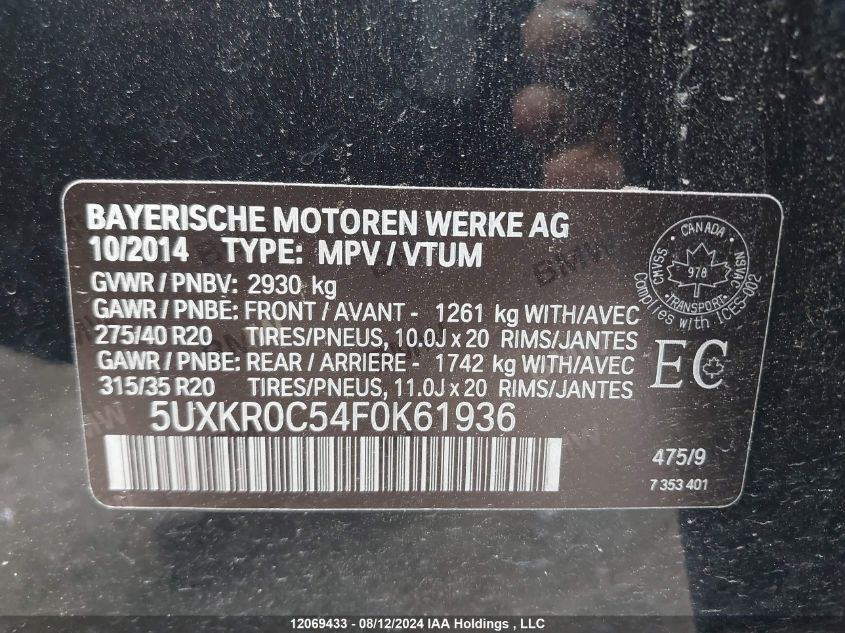 BAYERISCHE MOTOREN WERKE AG
10/2014 TYPE: MPV / VTUM
GVWR / PNBV: 2930 kg
GAWR / PNBE: FRONT / AVANT - 1261 kg WITH/AVEC
275/40 R20 TIRES/PNEUS, 10.0J x 20 RIMS/JANTES
GAWR / PNBE: REAR / ARRIERE - 1742 kg WITH/AVEC
315/35 R20 TIRES/PNEUS, 11.0J x 20 RIMS/JANTES
5UXKR0C54F0K61936
CANADA
CMVSS
978
NSVAC
TRANSPORT
Complies with ICES-002
EC
475/9
7 353 401
12069433 - 08/12/2024 IAA Holdings , LLC